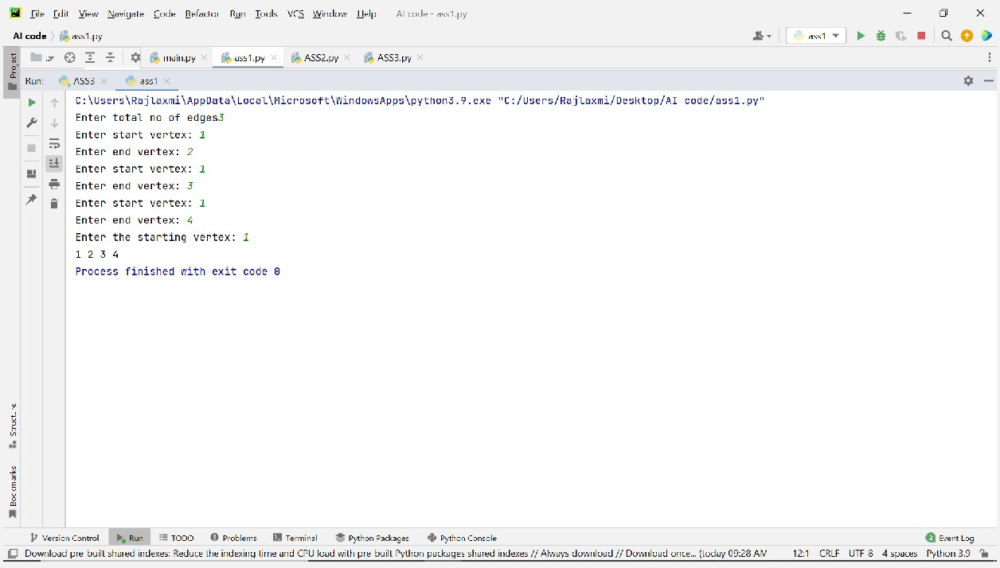 File Edit View Navigate Code Refactor Run Tools VCS Window Help AI code - ass1.py
AI code ass1.py ass1
Project
.. main.py ass1.py ASS2.py ASS3.py
Run: ASS3 ass1
C:\Users\Rajlaxmi\AppData\Local\Microsoft\WindowsApps\python3.9.exe "C:/Users/Rajlaxmi/Desktop/AI code/ass1.py"
Enter total no of edges3
Enter start vertex: 1
Enter end vertex: 2
Enter start vertex: 1
Enter end vertex: 3
Enter start vertex: 1
Enter end vertex: 4
Enter the starting vertex: 1
1 2 3 4
Process finished with exit code 0
Structure
Bookmarks
Version Control Run TODO Problems Terminal Python Packages Python Console 2 Event Log
Download pre-built shared indexes: Reduce the indexing time and CPU load with pre-built Python packages shared indexes // Always download // Download once... (today 09:28 AM 12:1 CRLF UTF 8 4 spaces Python 3.9